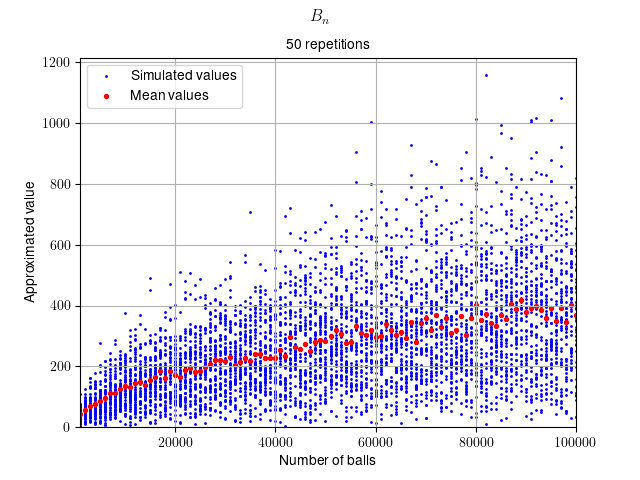 Bn
50 repetitions
Simulated values
Mean values
1200
1000
800
600
400
200
0
Approximated value
20000 40000 60000 80000 100000
Number of balls